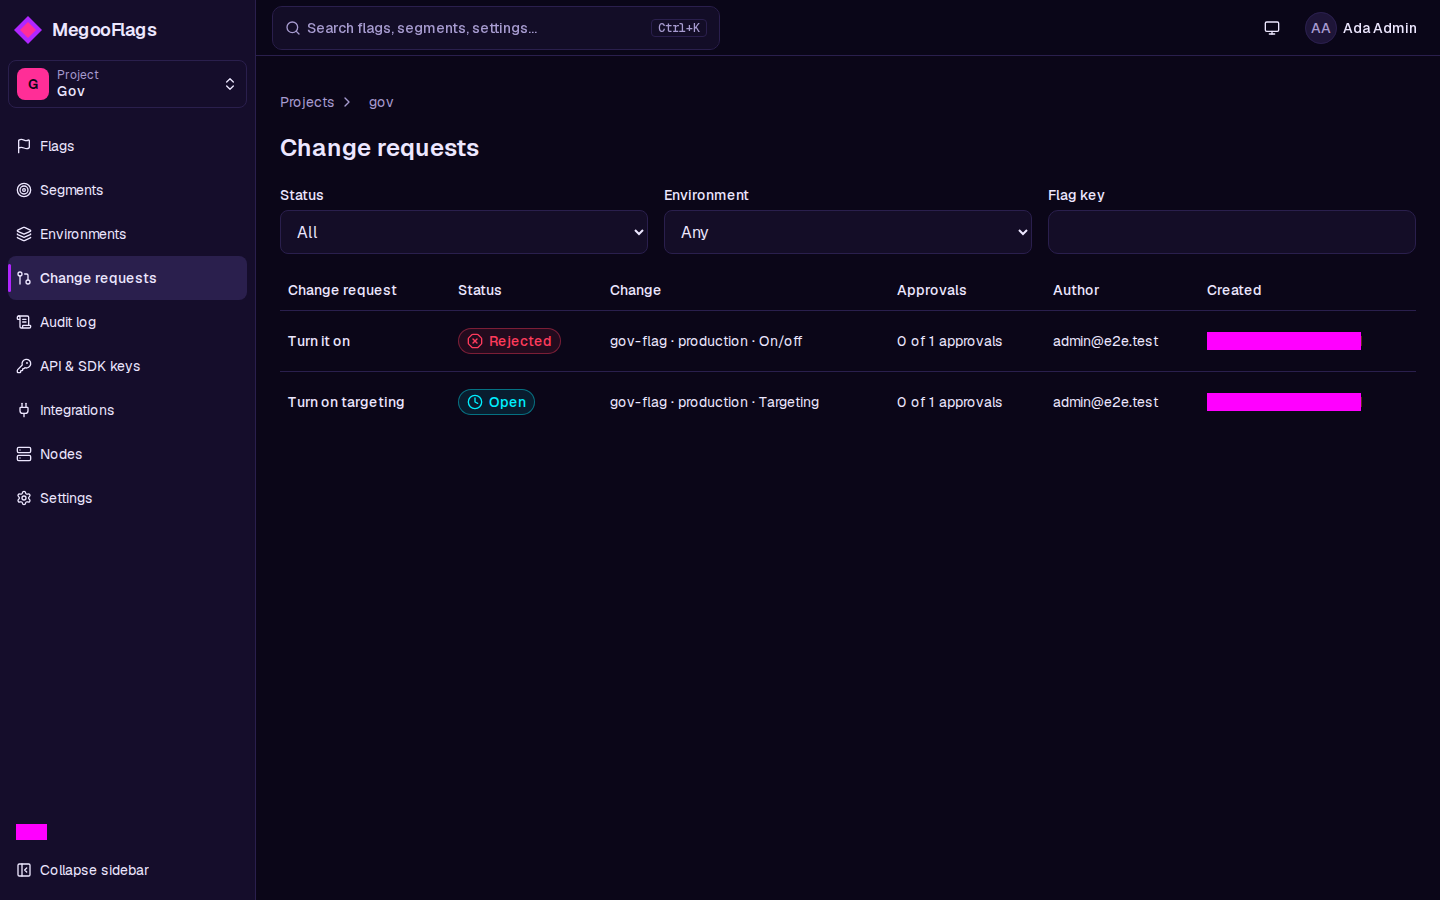 MegooFlags
Search flags, segments, settings...
Ctrl+K
AA
Ada Admin
G
Project
Gov
Flags
Segments
Environments
Change requests
Audit log
API & SDK keys
Integrations
Nodes
Settings
Collapse sidebar
Projects
gov
Change requests
Status
Environment
Flag key
All
Any
Change request Status Change Approvals Author Created
Turn it on Rejected gov-flag · production · On/off 0 of 1 approvals admin@e2e.test
Turn on targeting Open gov-flag · production · Targeting 0 of 1 approvals admin@e2e.test